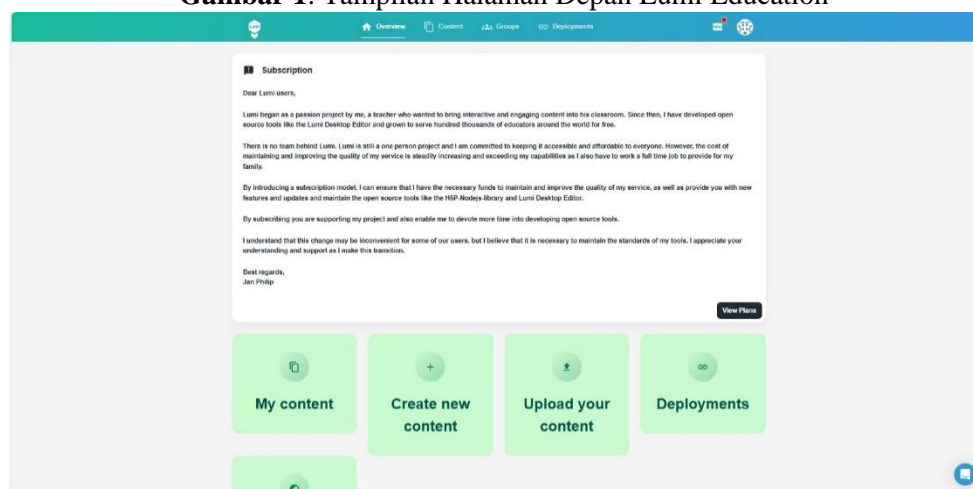 Gambar 1. Tampilan Halaman Depan Lumi Education
Overview Content Groups Deployments
Subscription
Dear Lumi users,
Lumi began as a passion project by me, a teacher who wanted to bring interactive and engaging content into his classroom. Since then, I have developed open
source tools like the Lumi Desktop Editor and grown to serve hundred thousands of educators around the world for free.
There is no team behind Lumi. Lumi is still a one person project and I am committed to keeping it accessible and affordable to everyone. However, the cost of
maintaining and improving the quality of my service is steadily increasing and exceeding my capabilities as I also have to work a full time job to provide for my
family.
By introducing a subscription model, I can ensure that I have the necessary funds to maintain and improve the quality of my service, as well as provide you with new
features and updates and maintain the open source tools like the H5P-Nodejs-library and Lumi Desktop Editor.
By subscribing you are supporting my project and also enable me to devote more time into developing open source tools.
I understand that this change may be inconvenient for some of our users, but I believe that it is necessary to maintain the standards of my tools. I appreciate your
understanding and support as I make this transition.
Best regards,
Jan Philip
View Plans
My content
Create new
content
Upload your
content
Deployments